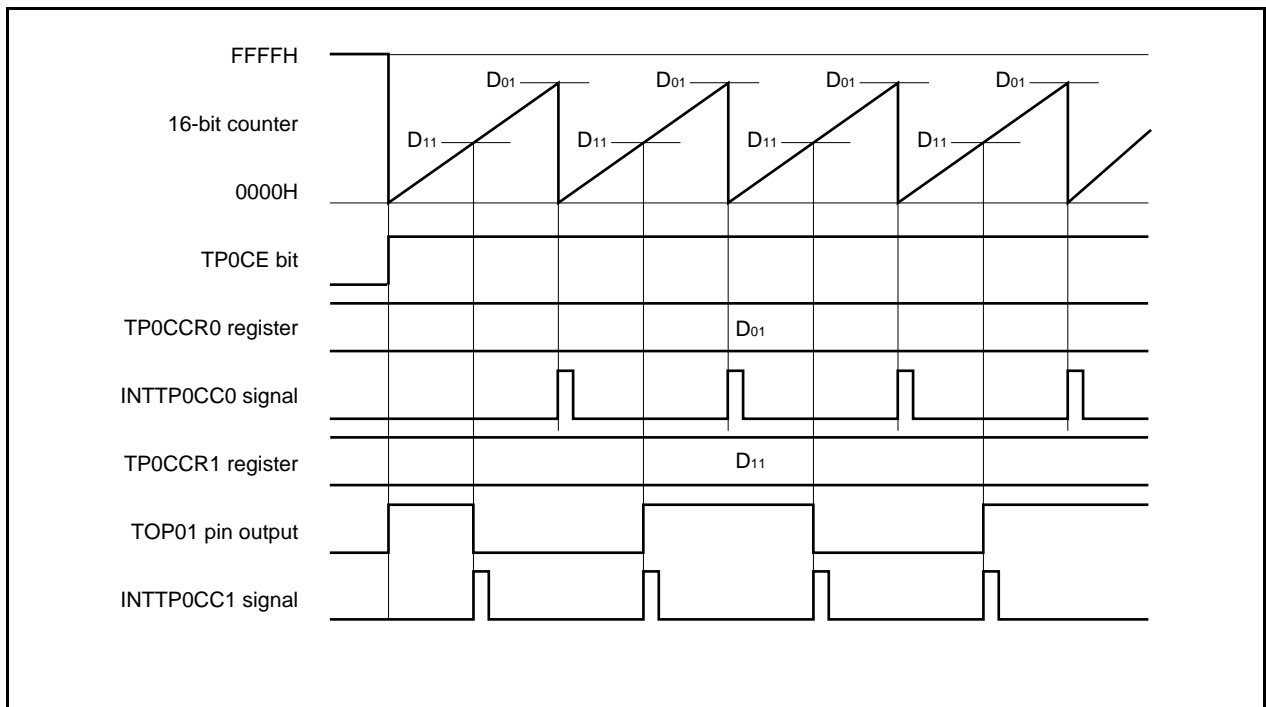 FFFFH
D01 D01 D01 D01
16-bit counter
D11 D11 D11 D11
0000H
TP0CE bit
TP0CCR0 register
D01
INTTP0CC0 signal
TP0CCR1 register
D11
TOP01 pin output
INTTP0CC1 signal